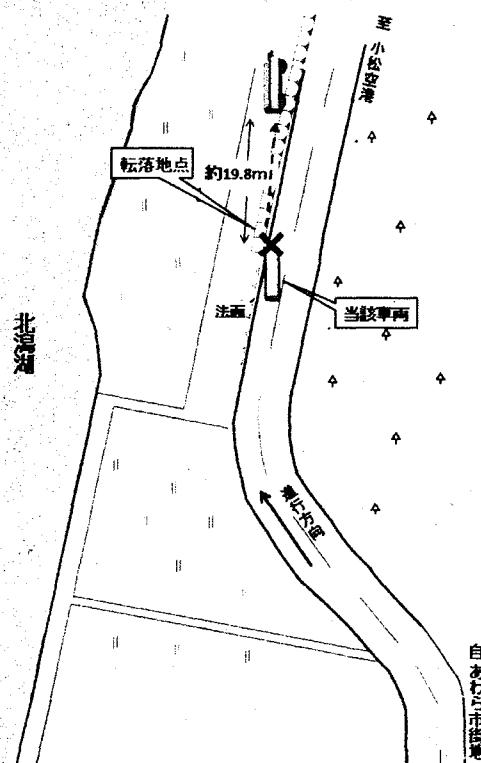 至 小松空港
転落地点
約19.8m
法面
当該車両
北潟湖
進行方向
自 あわら市街地